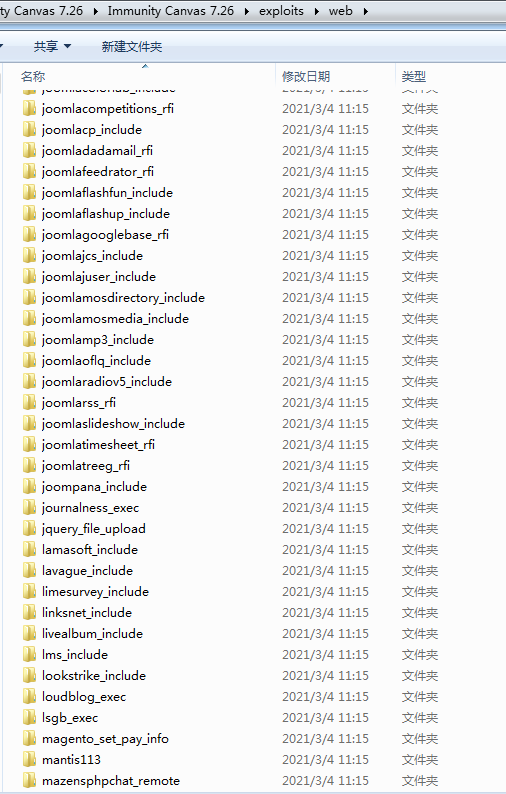 ty Canvas 7.26 Immunity Canvas 7.26 exploits web
共享 新建文件夹
名称 修改日期 类型
joomlacompetitions_rfi 2021/3/4 11:15 文件夹
joomlacp_include 2021/3/4 11:15 文件夹
joomladadamail_rfi 2021/3/4 11:15 文件夹
joomlafeedrator_rfi 2021/3/4 11:15 文件夹
joomlaflashfun_include 2021/3/4 11:15 文件夹
joomlaflashup_include 2021/3/4 11:15 文件夹
joomlagooglebase_rfi 2021/3/4 11:15 文件夹
joomlajcs_include 2021/3/4 11:15 文件夹
joomlajuser_include 2021/3/4 11:15 文件夹
joomlamosdirectory_include 2021/3/4 11:15 文件夹
joomlamosmedia_include 2021/3/4 11:15 文件夹
joomlamp3_include 2021/3/4 11:15 文件夹
joomlaoflq_include 2021/3/4 11:15 文件夹
joomlaradiov5_include 2021/3/4 11:15 文件夹
joomlarss_rfi 2021/3/4 11:15 文件夹
joomlaslideshow_include 2021/3/4 11:15 文件夹
joomlatimesheet_rfi 2021/3/4 11:15 文件夹
joomlatreeg_rfi 2021/3/4 11:15 文件夹
joompana_include 2021/3/4 11:15 文件夹
journalness_exec 2021/3/4 11:15 文件夹
jquery_file_upload 2021/3/4 11:15 文件夹
lamasoft_include 2021/3/4 11:15 文件夹
lavague_include 2021/3/4 11:15 文件夹
limesurvey_include 2021/3/4 11:15 文件夹
linksnet_include 2021/3/4 11:15 文件夹
livealbum_include 2021/3/4 11:15 文件夹
lms_include 2021/3/4 11:15 文件夹
lookstrike_include 2021/3/4 11:15 文件夹
loudblog_exec 2021/3/4 11:15 文件夹
lsgb_exec 2021/3/4 11:15 文件夹
magento_set_pay_info 2021/3/4 11:15 文件夹
mantis113 2021/3/4 11:15 文件夹
mazensphpchat_remote 2021/3/4 11:15 文件夹